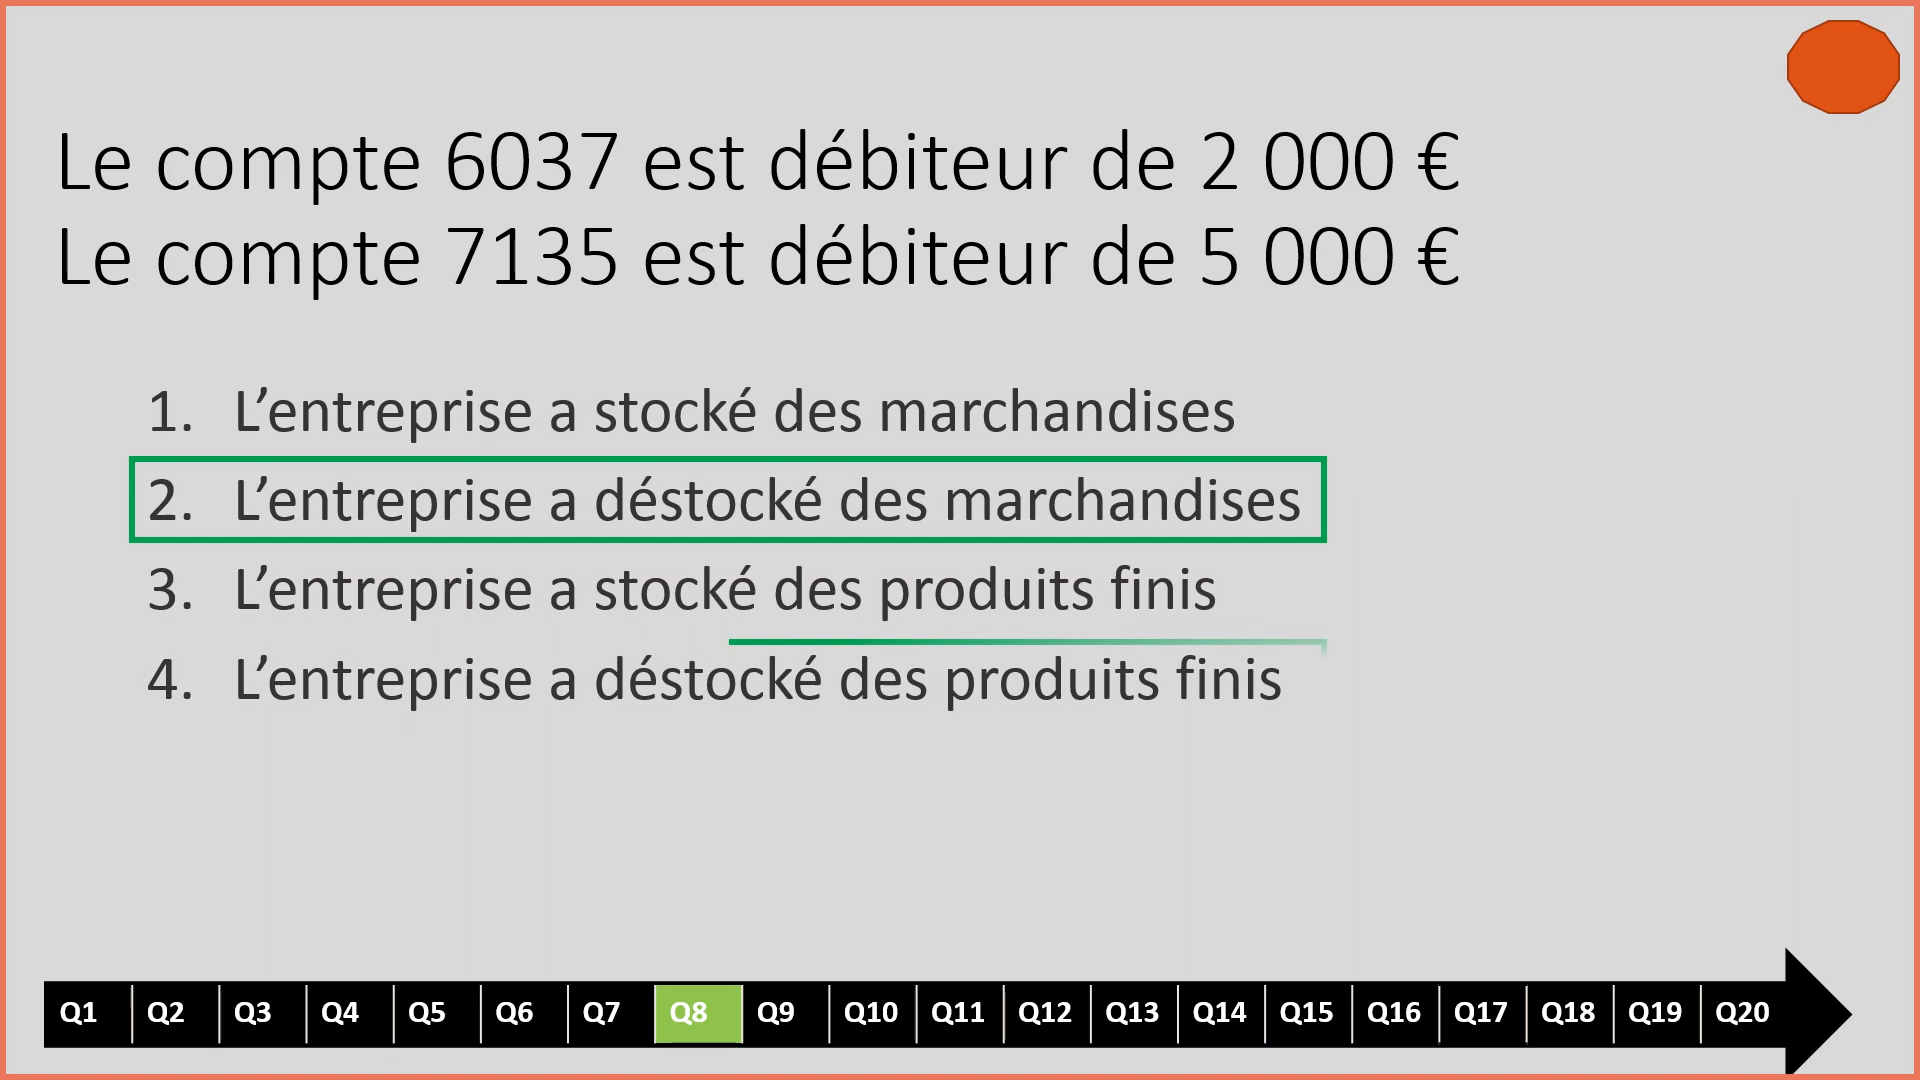 Le compte 6037 est débiteur de 2 000 €
Le compte 7135 est débiteur de 5 000 €
1. L’entreprise a stocké des marchandises
2. L’entreprise a déstocké des marchandises
3. L’entreprise a stocké des produits finis
4. L’entreprise a déstocké des produits finis
Q1 Q2 Q3 Q4 Q5 Q6 Q7 Q8 Q9 Q10 Q11 Q12 Q13 Q14 Q15 Q16 Q17 Q18 Q19 Q20